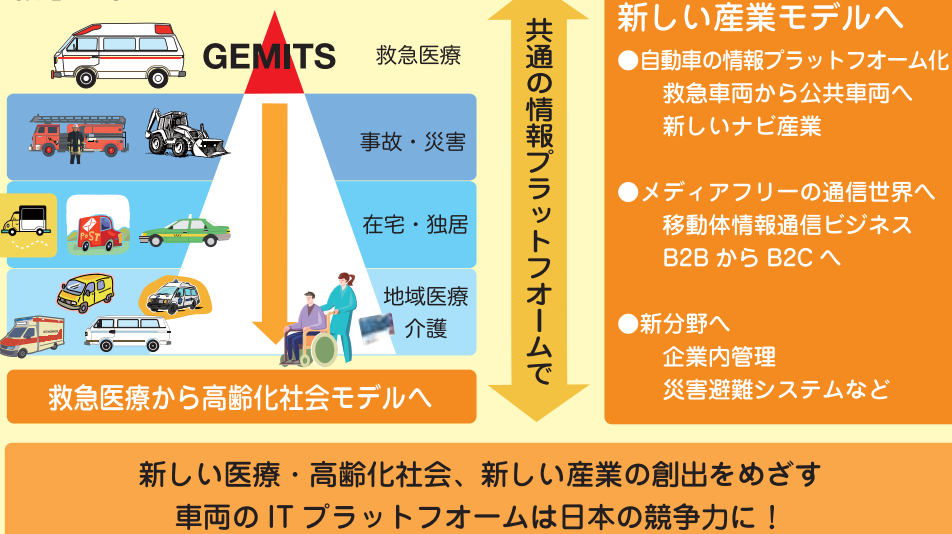 GEMITS
救急医療
事故・災害
在宅・独居
POST
TAXI
地域医療
介護
救急医療から高齢化社会モデルへ
共通の情報プラットフォームで
新しい産業モデルへ
●自動車の情報プラットフオーム化
救急車両から公共車両へ
新しいナビ産業
●メディアフリーの通信世界へ
移動体情報通信ビジネス
B2B から B2C へ
●新分野へ
企業内管理
災害避難システムなど
新しい医療・高齢化社会、新しい産業の創出をめざす
車両の IT プラットフオームは日本の競争力に！